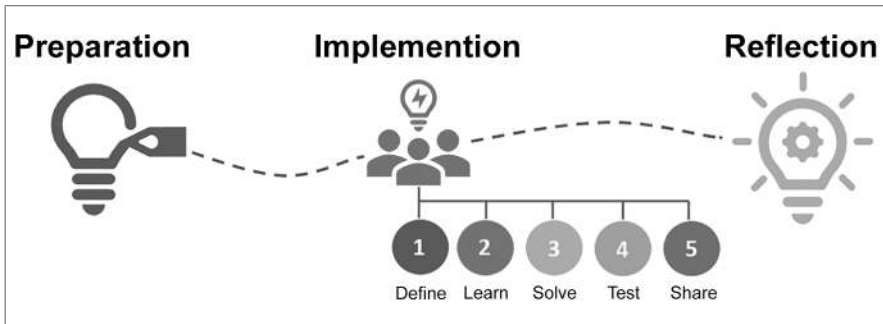 Preparation Implemention Reflection
1 2 3 4 5
Define Learn Solve Test Share